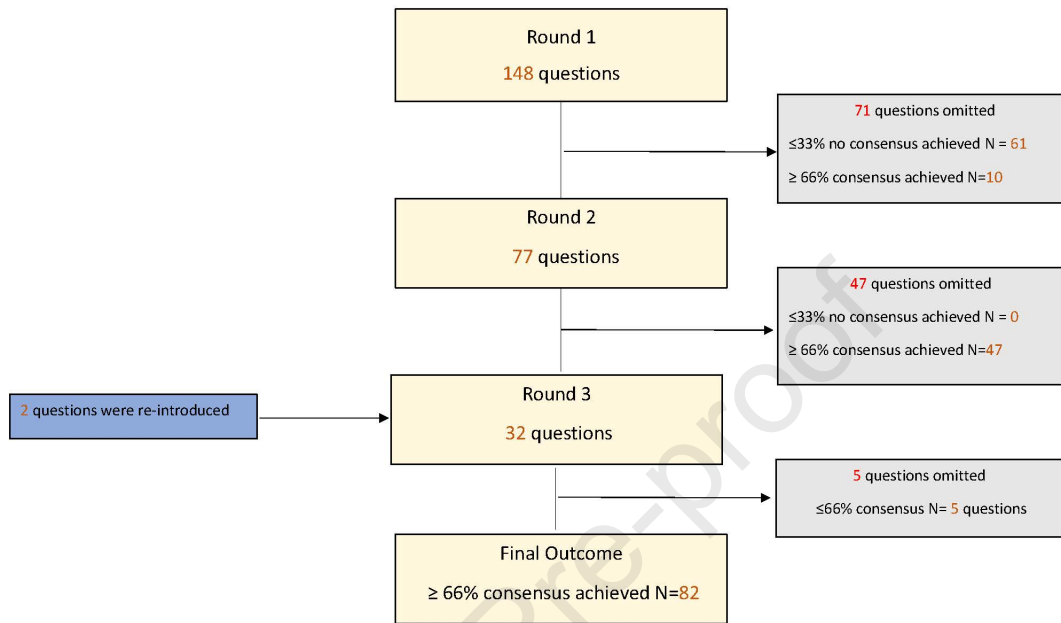 Round 1
148 questions
71 questions omitted
≤33% no consensus achieved N = 61
≥ 66% consensus achieved N=10
Round 2
77 questions
47 questions omitted
≤33% no consensus achieved N = 0
≥ 66% consensus achieved N=47
2 questions were re-introduced
Round 3
32 questions
5 questions omitted
≤66% consensus N= 5 questions
Final Outcome
≥ 66% consensus achieved N=82
Pre-proof